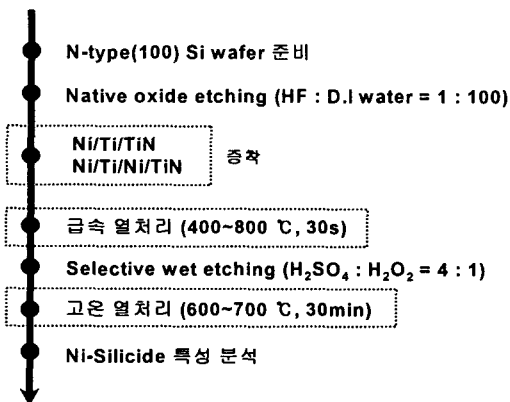 N-type(100) Si wafer 준비
Native oxide etching (HF : D.I water = 1 : 100)
Ni/Ti/TiN
Ni/Ti/Ni/TiN 증착
급속 열처리 (400~800 ℃, 30s)
Selective wet etching (H₂SO₄ : H₂O₂ = 4 : 1)
고온 열처리 (600~700 ℃, 30min)
Ni-Silicide 특성 분석